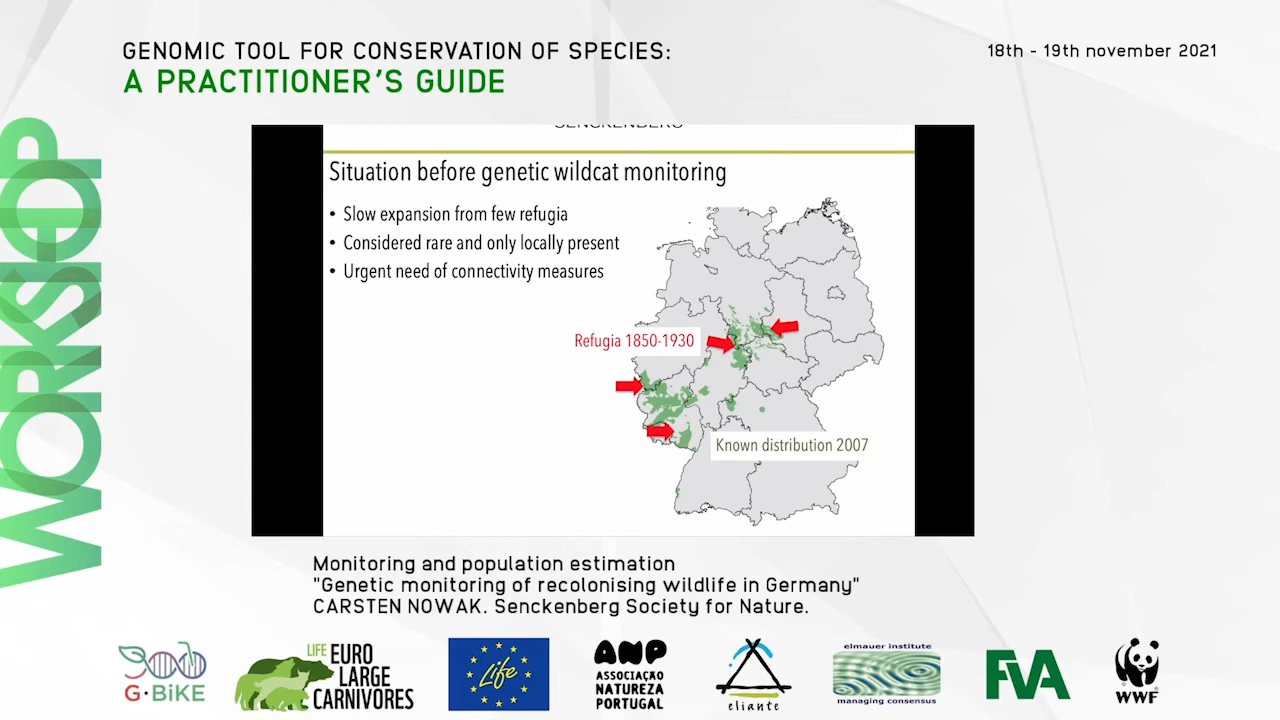 GENOMIC TOOL FOR CONSERVATION OF SPECIES:
A PRACTITIONER'S GUIDE
18th - 19th november 2021
WORKSHOP
SENCKENBERG
Situation before genetic wildcat monitoring
• Slow expansion from few refugia
• Considered rare and only locally present
• Urgent need of connectivity measures
Refugia 1850-1930
Known distribution 2007
Monitoring and population estimation
"Genetic monitoring of recolonising wildlife in Germany"
CARSTEN NOWAK. Senckenberg Society for Nature.
G·BiKE
LIFE EURO
LARGE
CARNIVORES
Life
ANP
ASSOCIAÇÃO
NATUREZA
PORTUGAL
eliante
elmauer institute
managing consensus
FVA
WWF